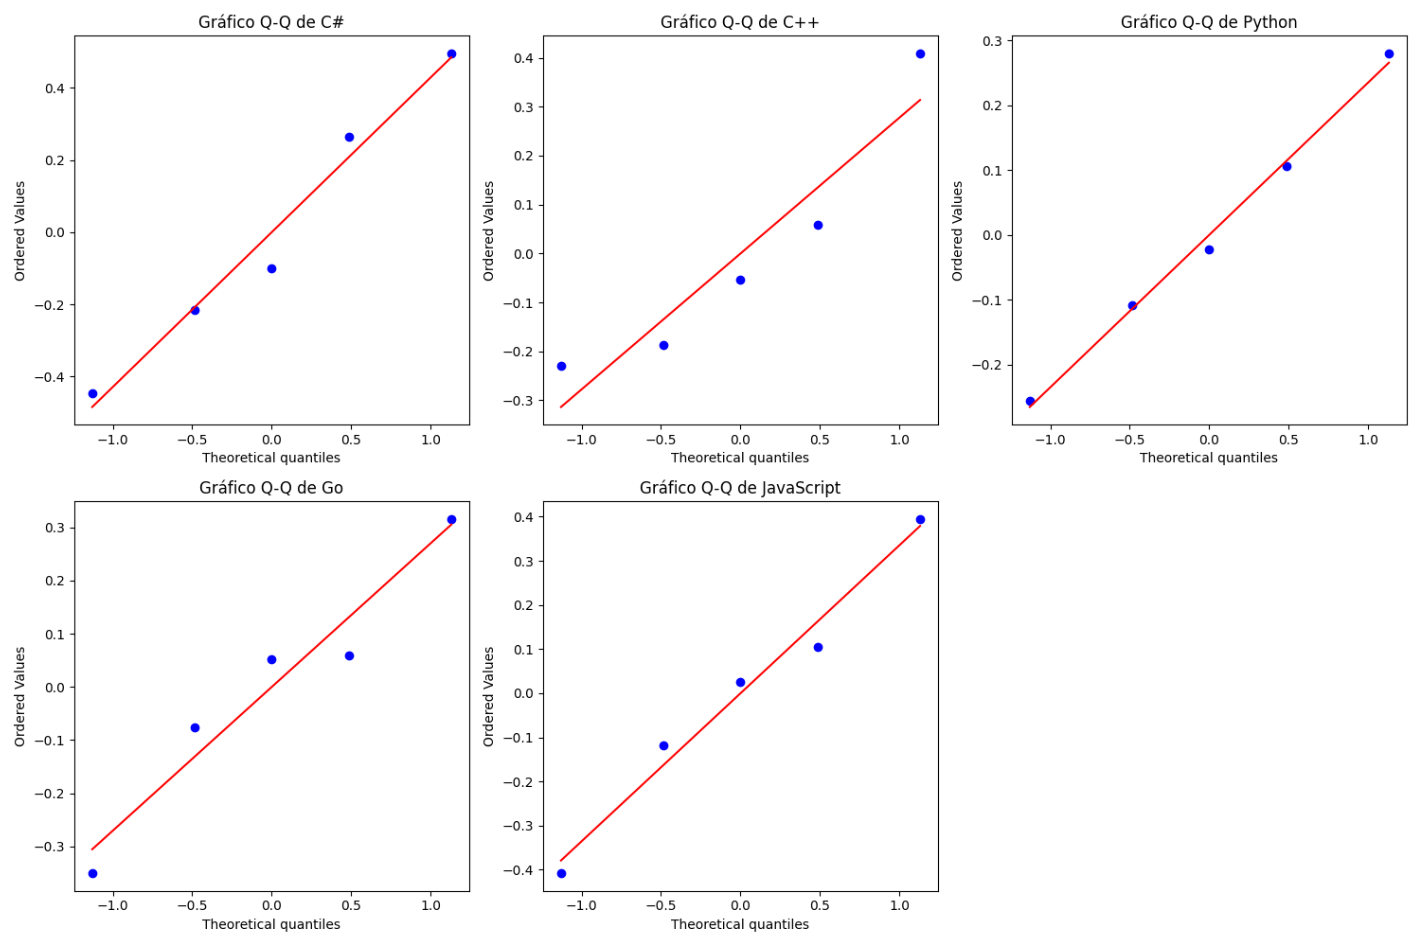 Gráfico Q-Q de C#
Ordered Values
0.4
0.2
0.0
−0.2
−0.4
−1.0 −0.5 0.0 0.5 1.0
Theoretical quantiles
Gráfico Q-Q de C++
Ordered Values
0.4
0.3
0.2
0.1
0.0
−0.1
−0.2
−0.3
−1.0 −0.5 0.0 0.5 1.0
Theoretical quantiles
Gráfico Q-Q de Python
Ordered Values
0.3
0.2
0.1
0.0
−0.1
−0.2
−1.0 −0.5 0.0 0.5 1.0
Theoretical quantiles
Gráfico Q-Q de Go
Ordered Values
0.3
0.2
0.1
0.0
−0.1
−0.2
−0.3
−1.0 −0.5 0.0 0.5 1.0
Theoretical quantiles
Gráfico Q-Q de JavaScript
Ordered Values
0.4
0.3
0.2
0.1
0.0
−0.1
−0.2
−0.3
−0.4
−1.0 −0.5 0.0 0.5 1.0
Theoretical quantiles